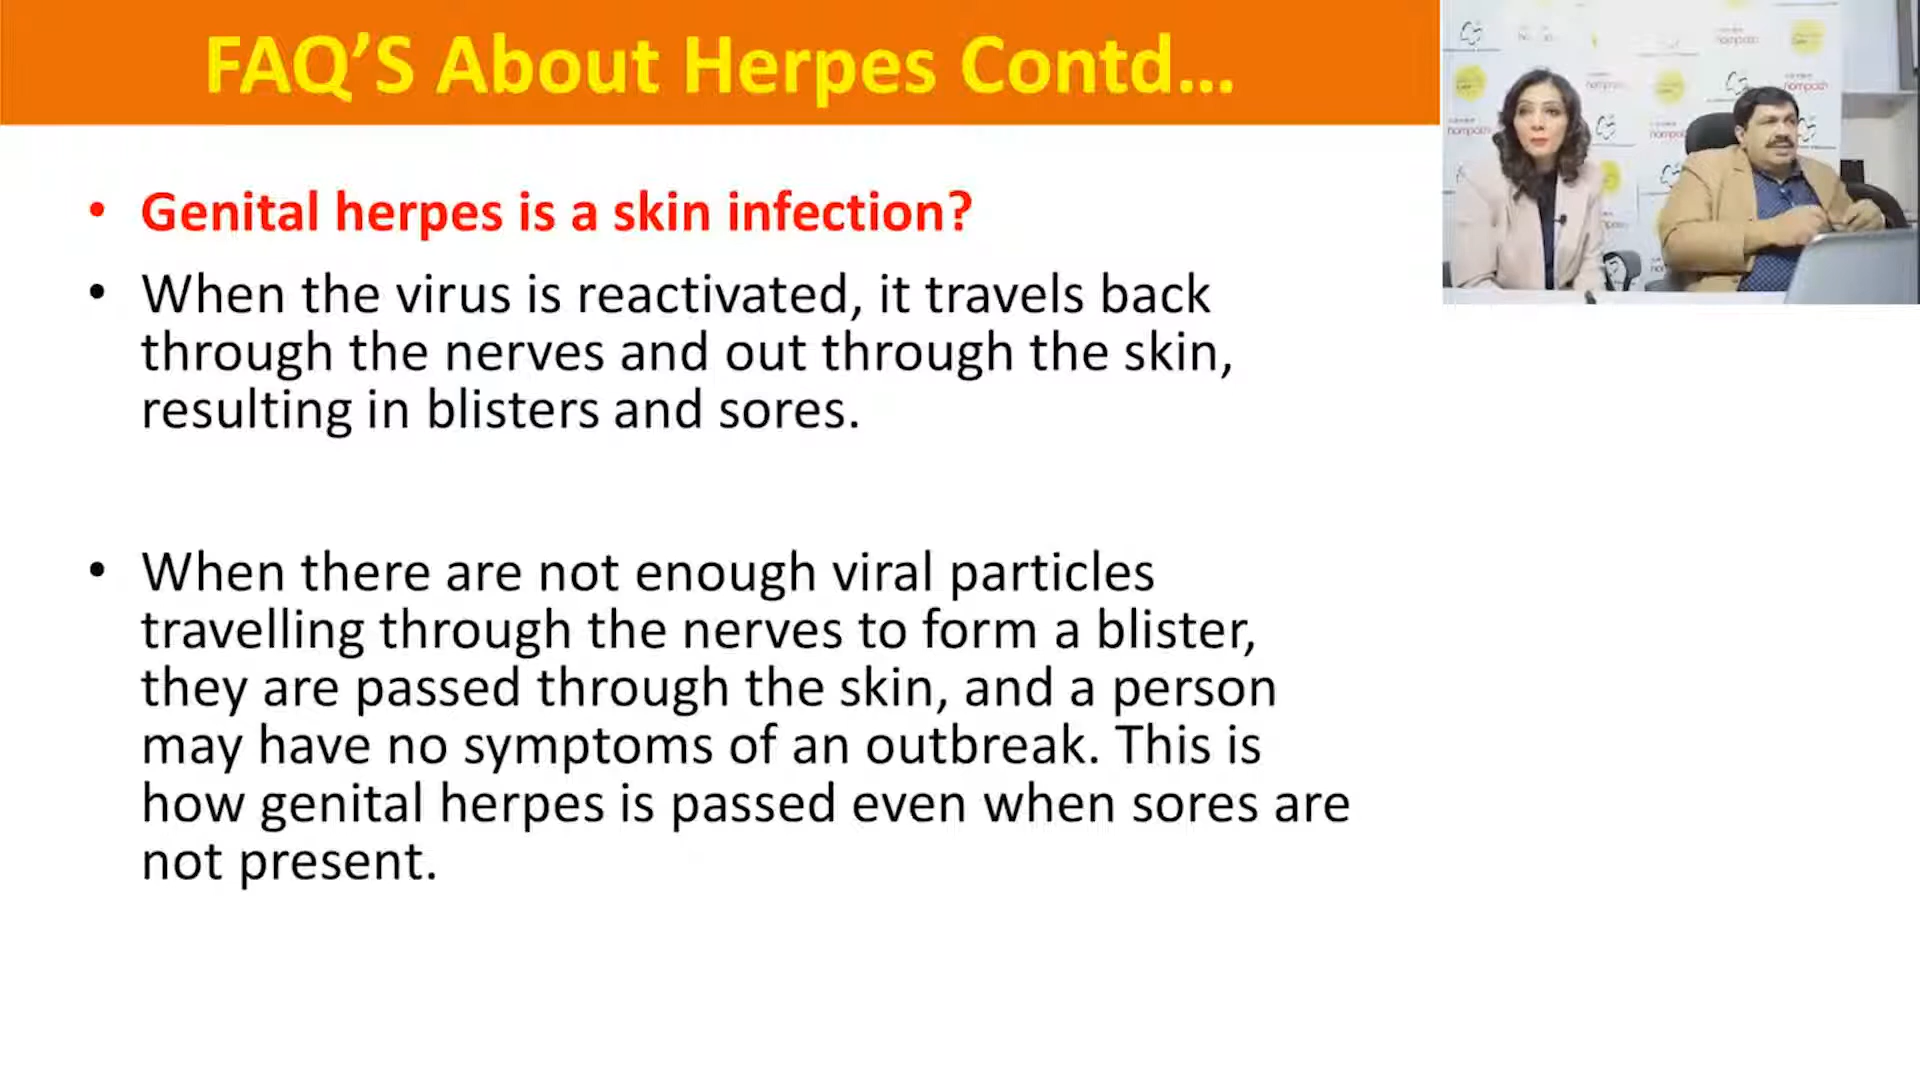 FAQ’S About Herpes Contd...
• Genital herpes is a skin infection?
• When the virus is reactivated, it travels back
through the nerves and out through the skin,
resulting in blisters and sores.
• When there are not enough viral particles
travelling through the nerves to form a blister,
they are passed through the skin, and a person
may have no symptoms of an outbreak. This is
how genital herpes is passed even when sores are
not present.